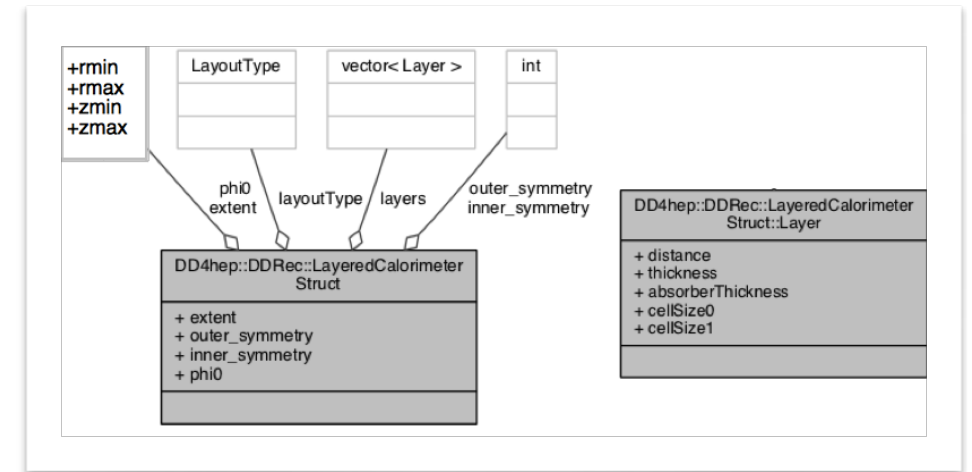 +rmin
+rmax
+zmin
+zmax
LayoutType
vector< Layer >
int
phi0
extent
layoutType
layers
outer_symmetry
inner_symmetry
DD4hep::DDRec::LayeredCalorimeter
Struct
+ extent
+ outer_symmetry
+ inner_symmetry
+ phi0
DD4hep::DDRec::LayeredCalorimeter
Struct::Layer
+ distance
+ thickness
+ absorberThickness
+ cellSize0
+ cellSize1